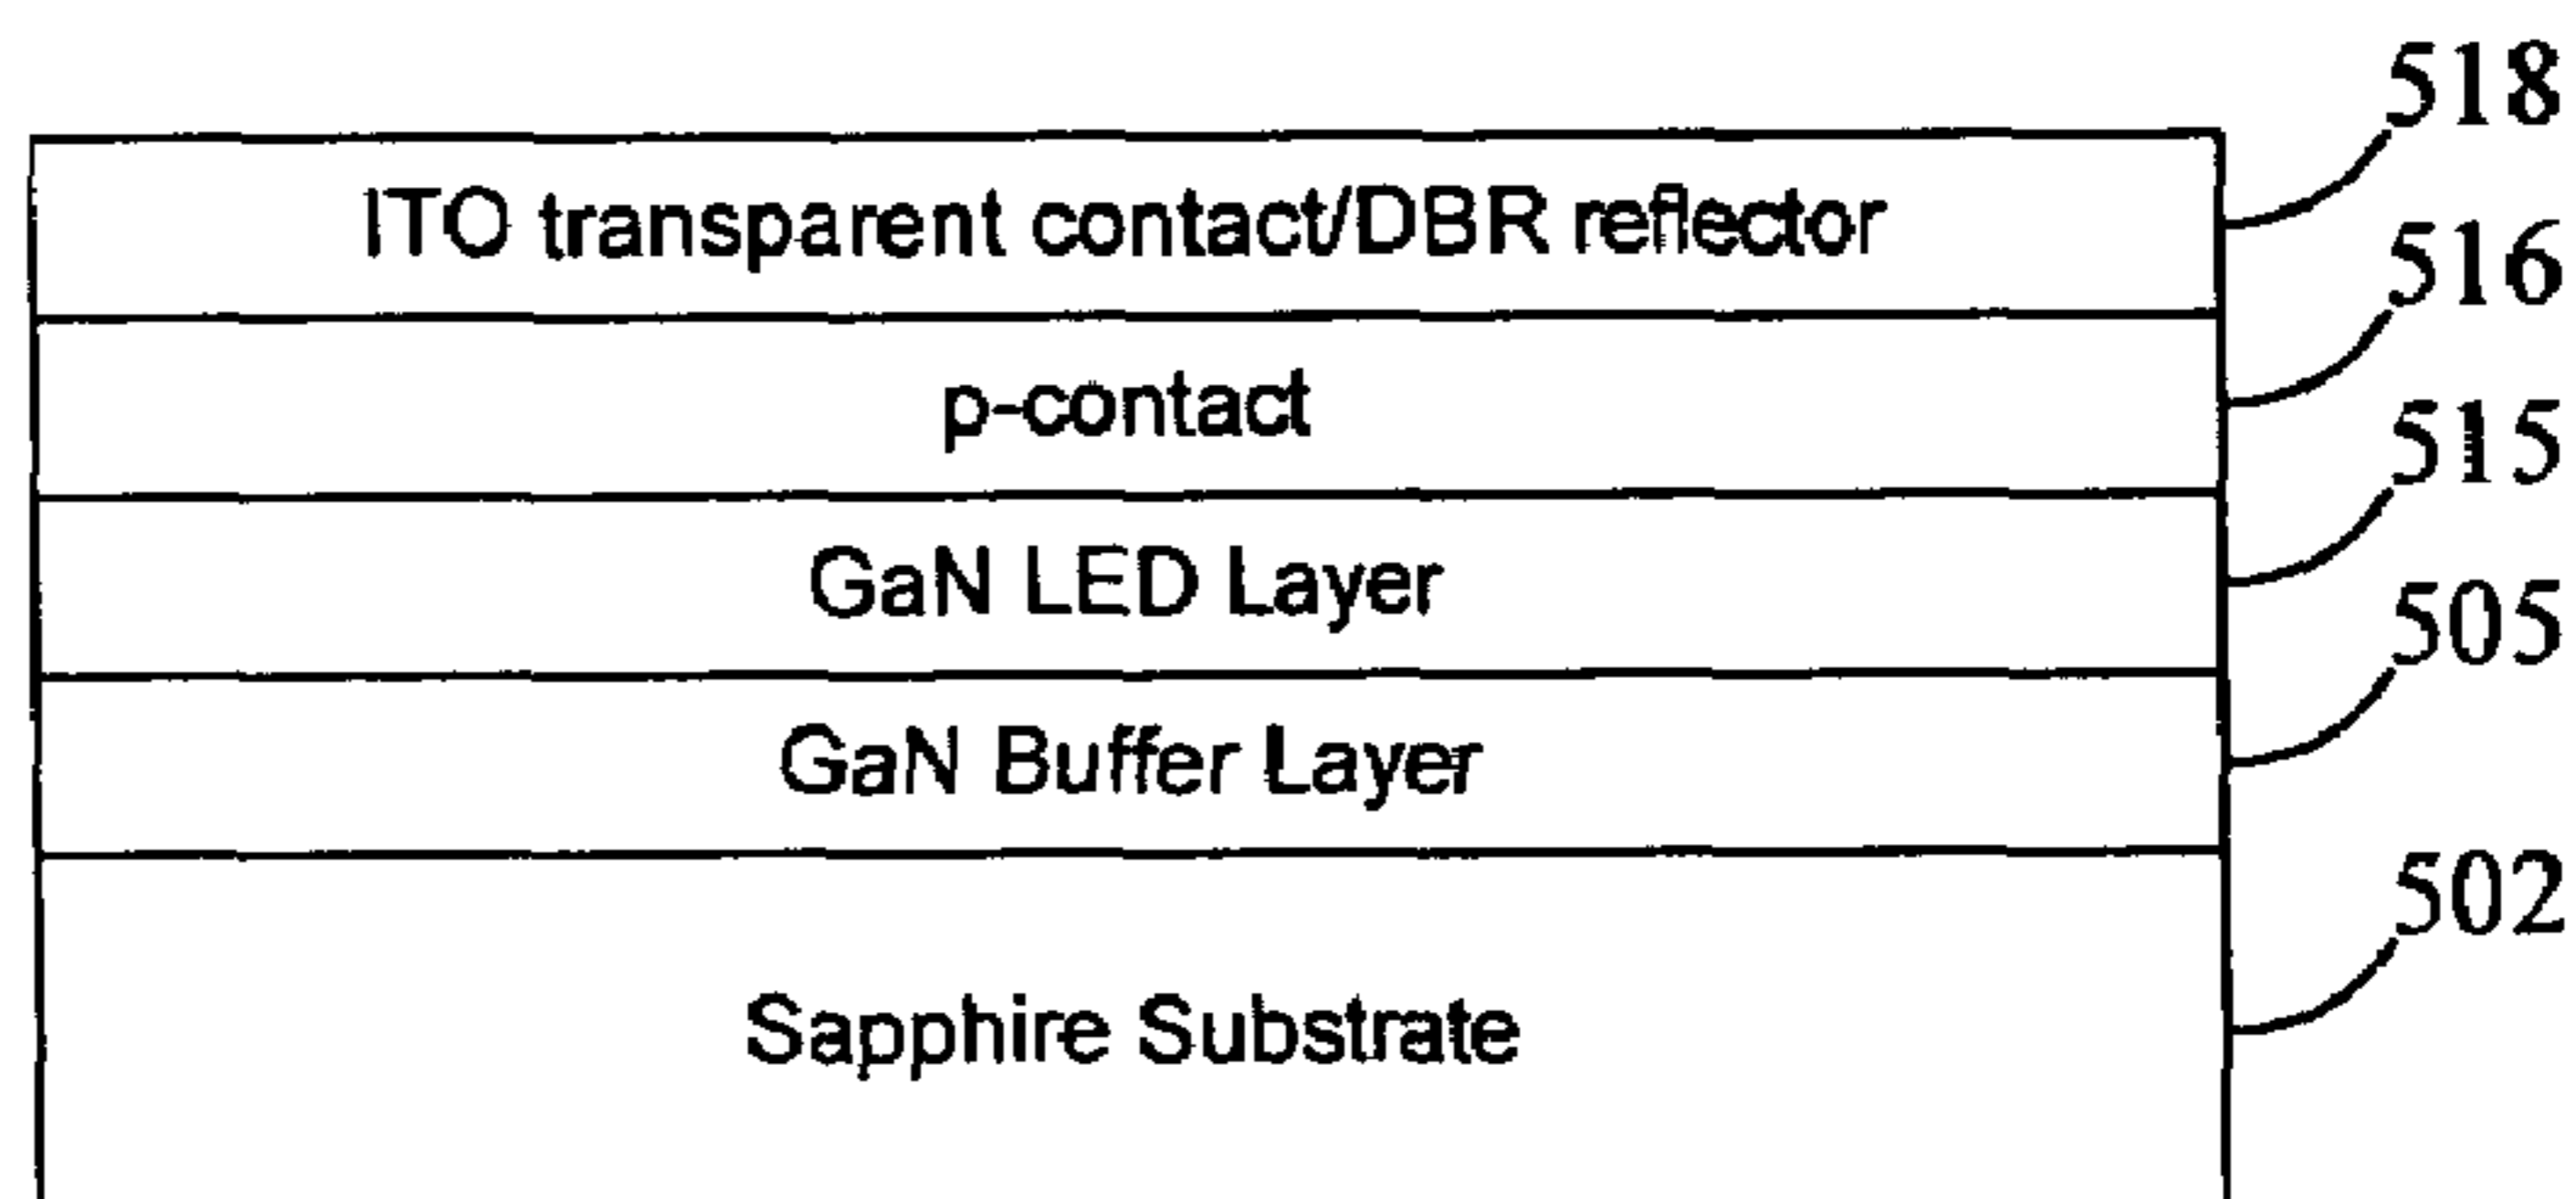 518
ITO transparent contact/DBR reflector
516
p-contact
515
GaN LED Layer
505
GaN Buffer Layer
502
Sapphire Substrate